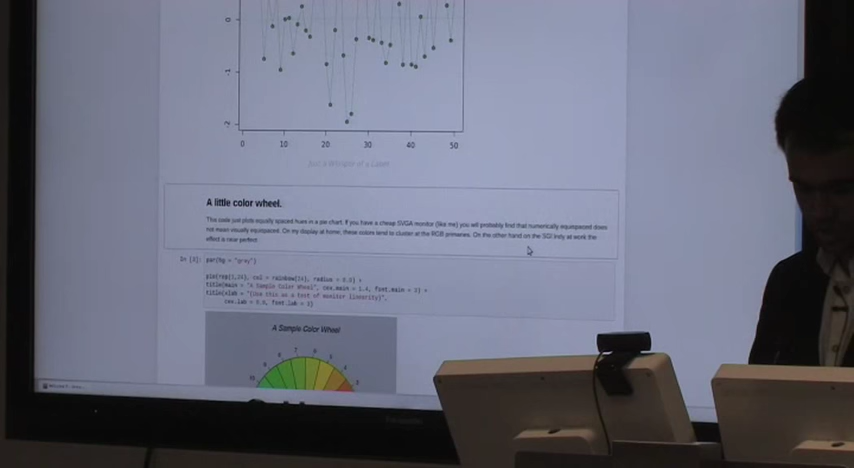 0
-1
-2
0 10 20 30 40 50
Just a Whisper of a Label
A little color wheel.
This code just plots equally spaced hues in a pie chart. If you have a cheap SVGA monitor (like me) you will probably find that numerically equispaced does
not mean visually equispaced. On my display at home, these colors tend to cluster at the RGB primaries. On the other hand on the SGI Indy at work the
effect is near perfect.
par(bg = "gray")
pie(rep(1,24), col = rainbow(24), radius = 0.9) +
title(main = "A Sample Color Wheel", cex.main = 1.4, font.main = 3) +
title(xlab = "(Use this as a test of monitor linearity)",
cex.lab = 0.8, font.lab = 3)
A Sample Color Wheel